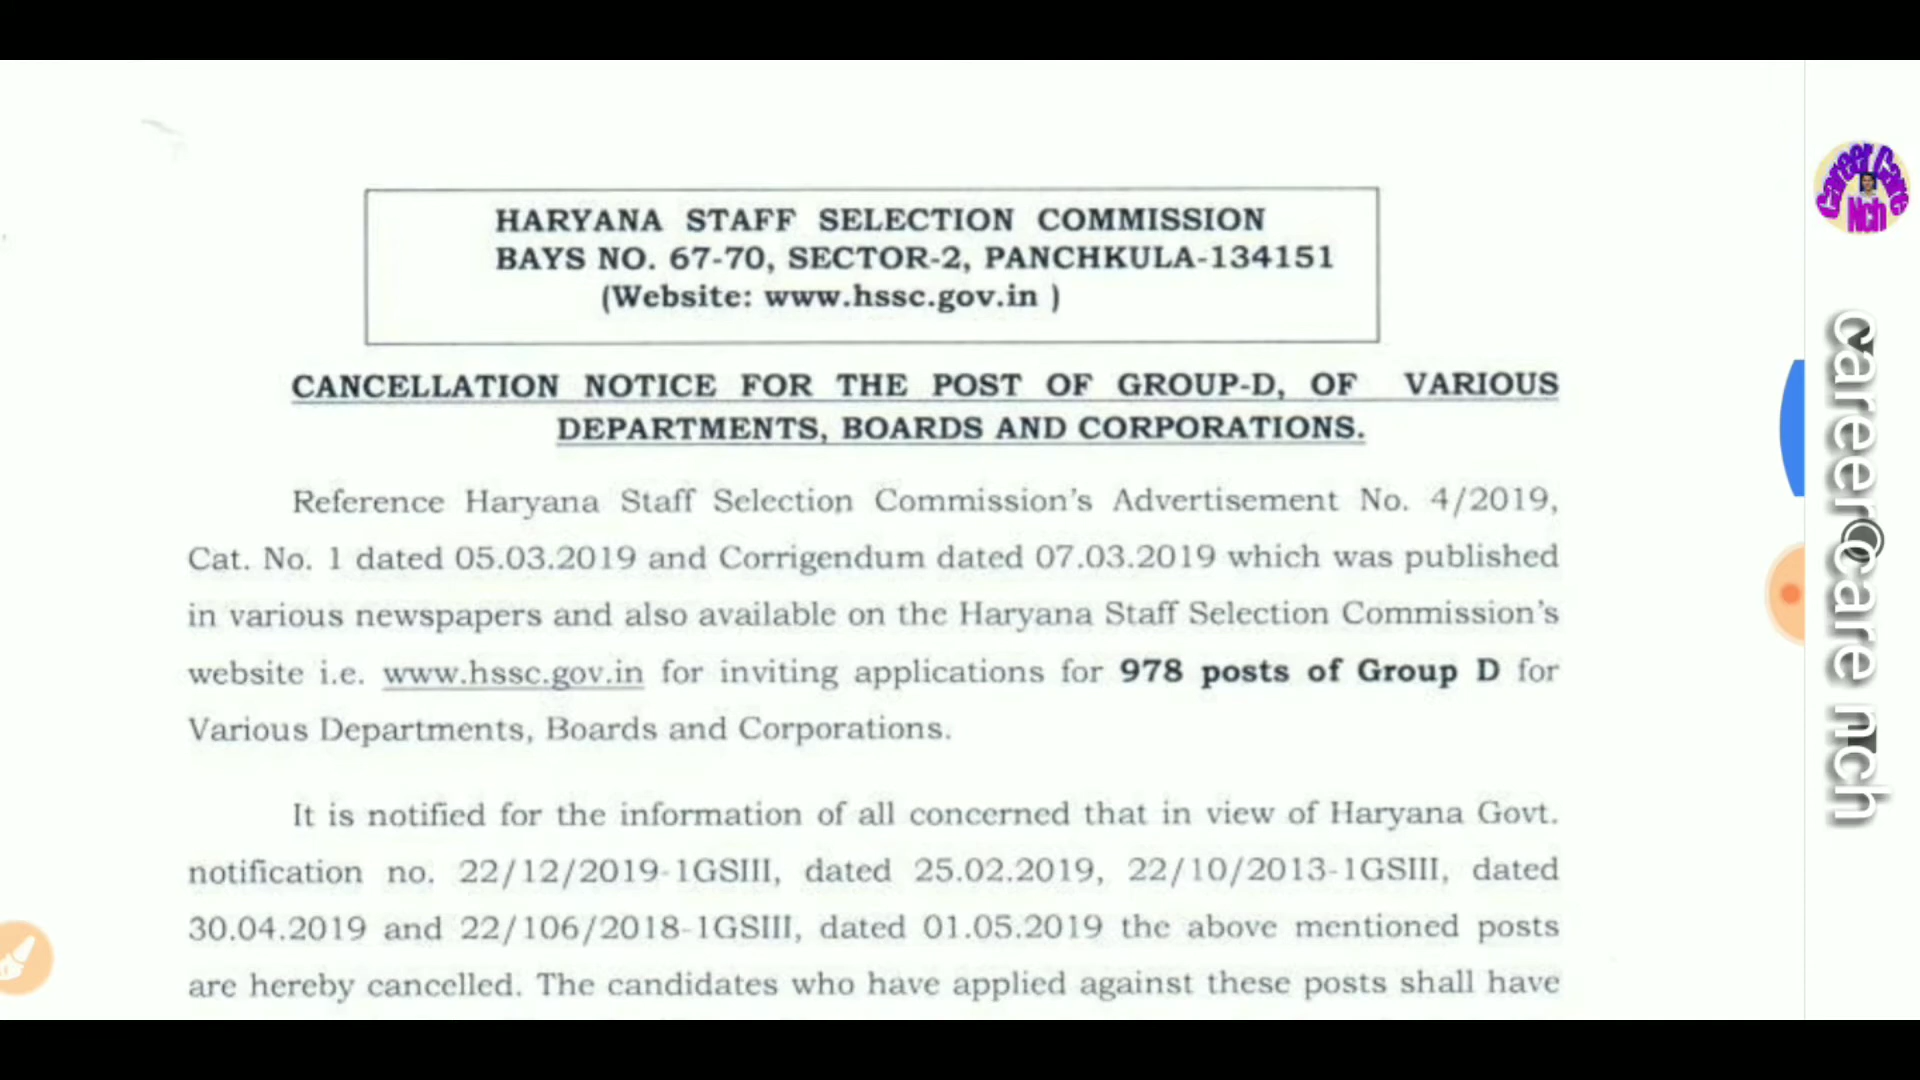 HARYANA STAFF SELECTION COMMISSION
BAYS NO. 67-70, SECTOR-2, PANCHKULA-134151
(Website: www.hssc.gov.in )
CANCELLATION NOTICE FOR THE POST OF GROUP-D, OF VARIOUS
DEPARTMENTS, BOARDS AND CORPORATIONS.
Reference Haryana Staff Selection Commission's Advertisement No. 4/2019,
Cat. No. 1 dated 05.03.2019 and Corrigendum dated 07.03.2019 which was published
in various newspapers and also available on the Haryana Staff Selection Commission's
website i.e. www.hssc.gov.in for inviting applications for 978 posts of Group D for
Various Departments, Boards and Corporations.
It is notified for the information of all concerned that in view of Haryana Govt.
notification no. 22/12/2019-1GSIII, dated 25.02.2019, 22/10/2013-1GSIII, dated
30.04.2019 and 22/106/2018-1GSIII, dated 01.05.2019 the above mentioned posts
are hereby cancelled. The candidates who have applied against these posts shall have
Career Care
Nch
career care nch